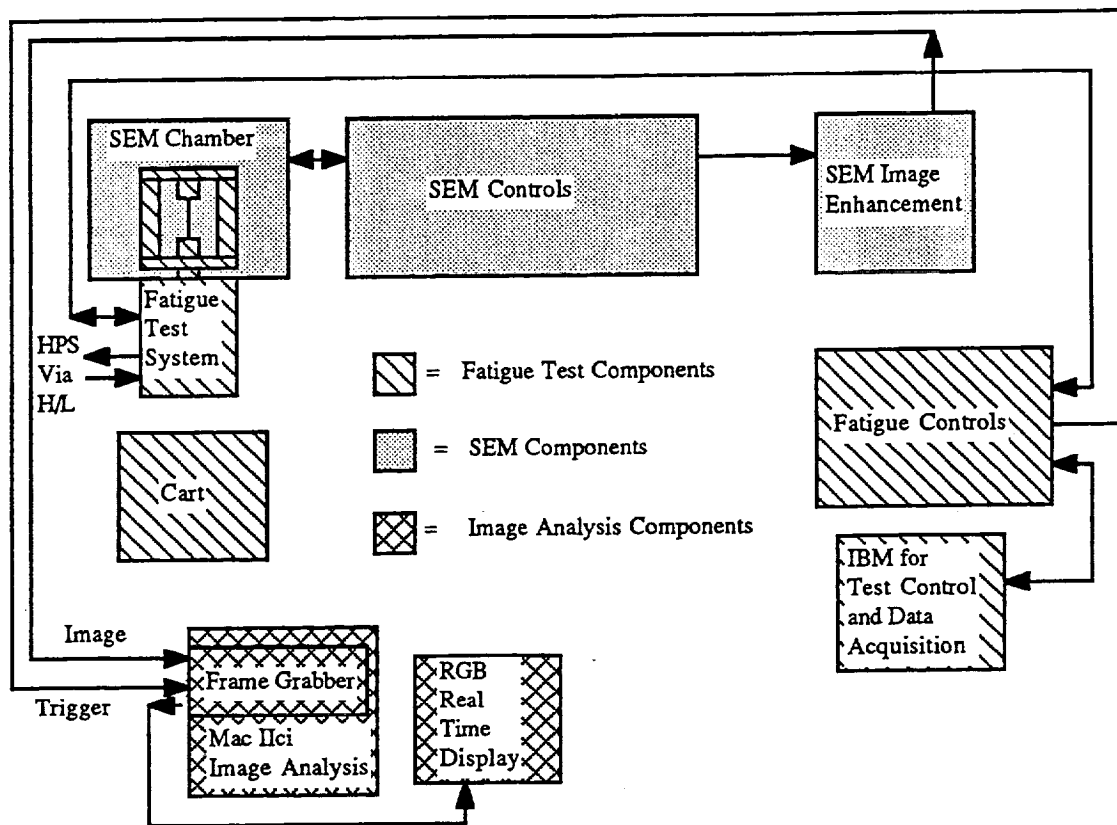 SEM Chamber
SEM Controls
SEM Image
Enhancement
Fatigue
Test
System
HPS
Via
H/L
= Fatigue Test Components
= SEM Components
= Image Analysis Components
Fatigue Controls
Cart
IBM for
Test Control
and Data
Acquisition
Image
Trigger
Frame Grabber
Mac IIci
Image Analysis
RGB
Real
Time
Display